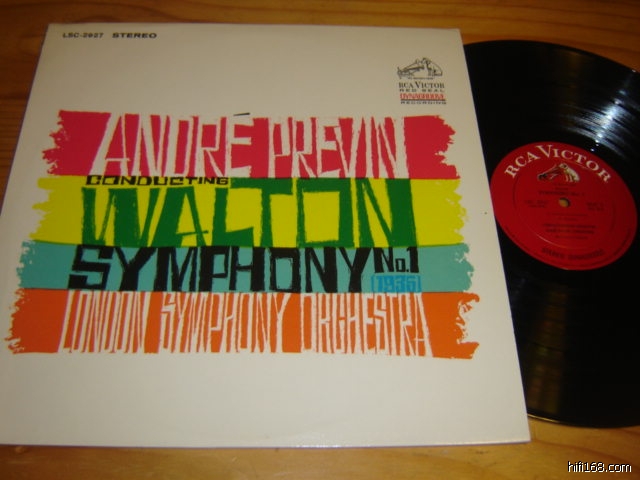 LSC-2927 STEREO
RCA VICTOR
RED SEAL
DYNAGROOVE
RECORDING
ANDRÉ PREVIN
CONDUCTING
WALTON
SYMPHONY No.1
(1935)
LONDON SYMPHONY ORCHESTRA
RCA VICTOR
hifi168.com